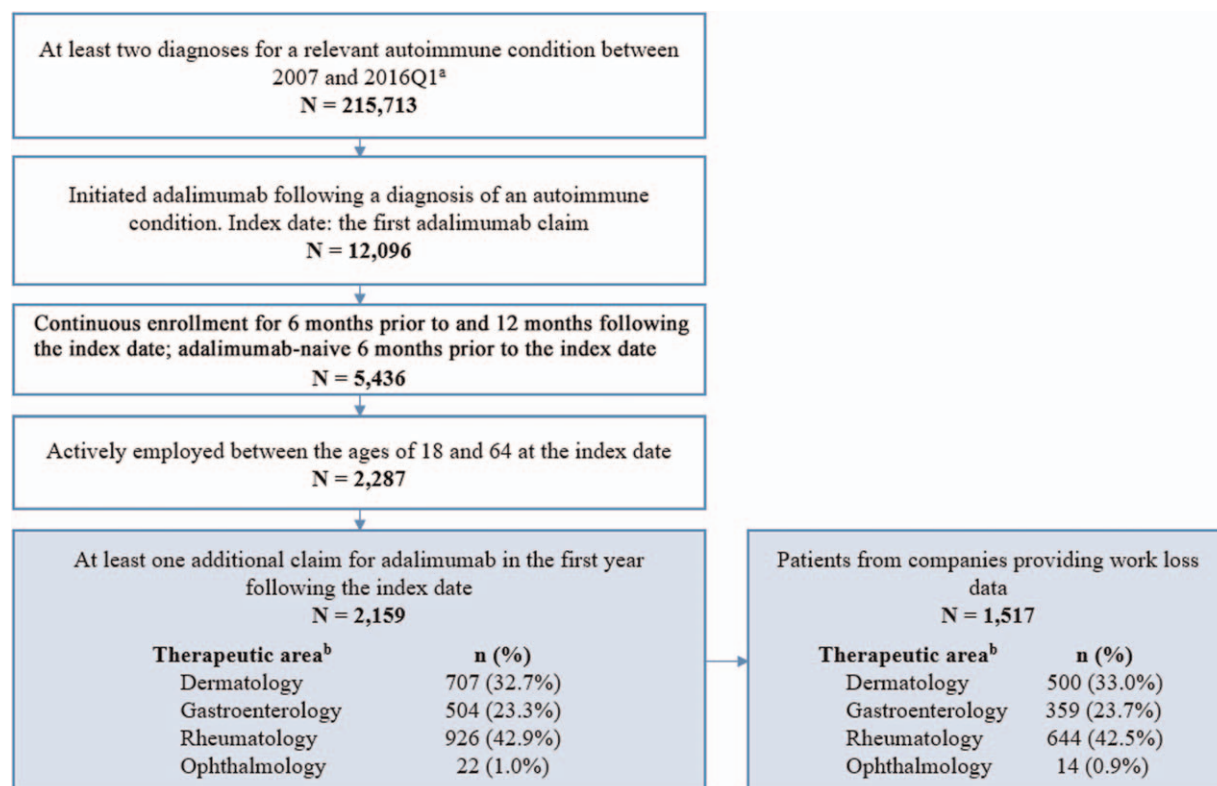 At least two diagnoses for a relevant autoimmune condition between
2007 and 2016Q1ᵃ
N = 215,713
Initiated adalimumab following a diagnosis of an autoimmune
condition. Index date: the first adalimumab claim
N = 12,096
Continuous enrollment for 6 months prior to and 12 months following
the index date; adalimumab-naive 6 months prior to the index date
N = 5,436
Actively employed between the ages of 18 and 64 at the index date
N = 2,287
At least one additional claim for adalimumab in the first year
following the index date
N = 2,159
Therapeutic areaᵇ n (%)
Dermatology 707 (32.7%)
Gastroenterology 504 (23.3%)
Rheumatology 926 (42.9%)
Ophthalmology 22 (1.0%)
Patients from companies providing work loss
data
N = 1,517
Therapeutic areaᵇ n (%)
Dermatology 500 (33.0%)
Gastroenterology 359 (23.7%)
Rheumatology 644 (42.5%)
Ophthalmology 14 (0.9%)